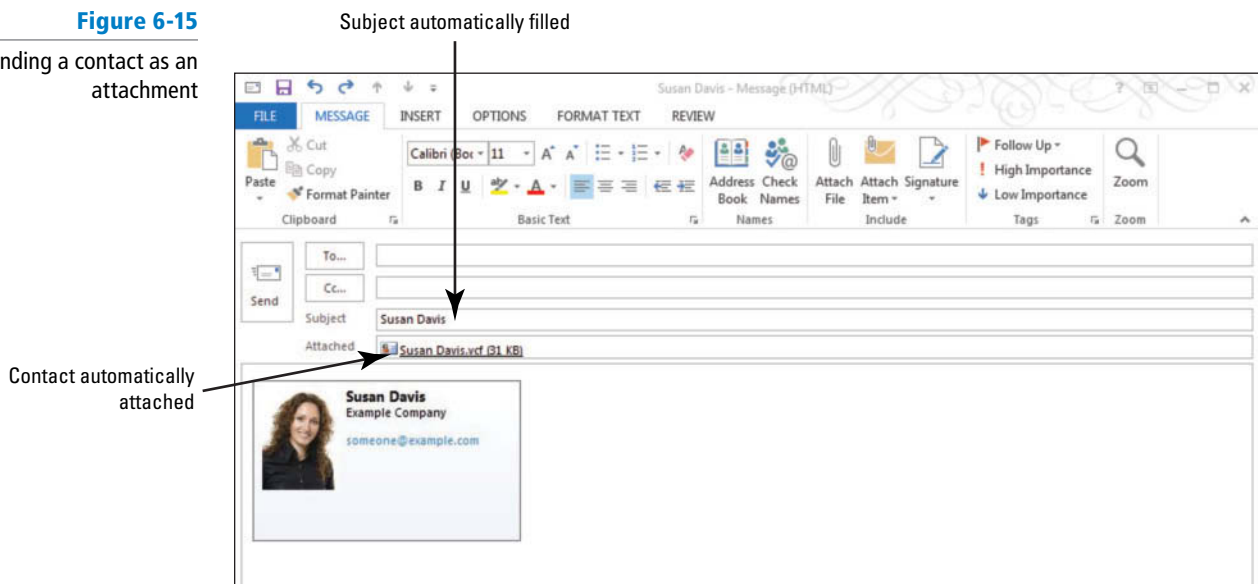 Figure 6-15
nding a contact as an
attachment
Subject automatically filled
Susan Davis - Message (HTML)
FILE MESSAGE INSERT OPTIONS FORMAT TEXT REVIEW
Paste
Cut
Copy
Format Painter
Clipboard
Calibri (Boc 11
B I U
Basic Text
Address Book
Check Names
Names
Attach File
Attach Item
Signature
Include
Follow Up
High Importance
Low Importance
Tags
Zoom
Zoom
Send
To...
Cc...
Subject Susan Davis
Attached Susan Davis.vcf (31 KB)
Contact automatically
attached
Susan Davis
Example Company
someone@example.com